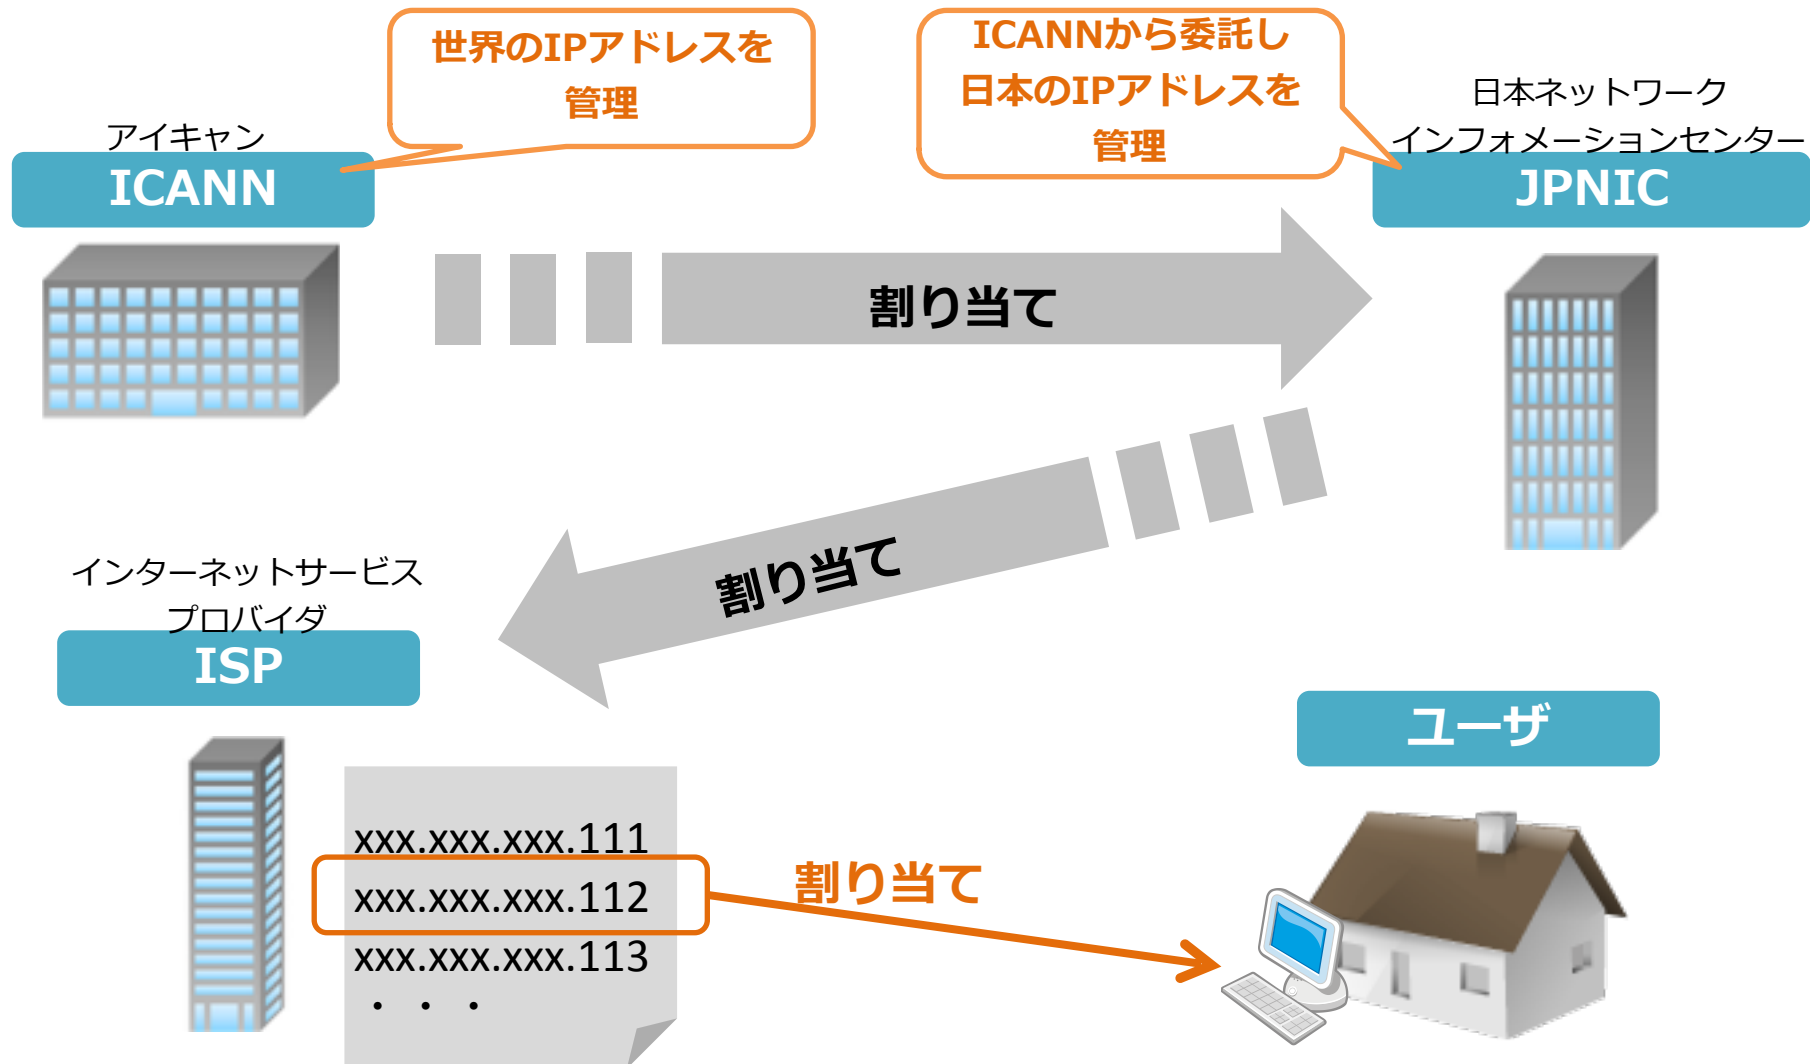 世界のIPアドレスを
管理
ICANNから委託し
日本のIPアドレスを
管理
アイキャン
ICANN
日本ネットワーク
インフォメーションセンター
JPNIC
割り当て
割り当て
インターネットサービス
プロバイダ
ISP
ユーザ
xxx.xxx.xxx.111
xxx.xxx.xxx.112
xxx.xxx.xxx.113
・・・
割り当て